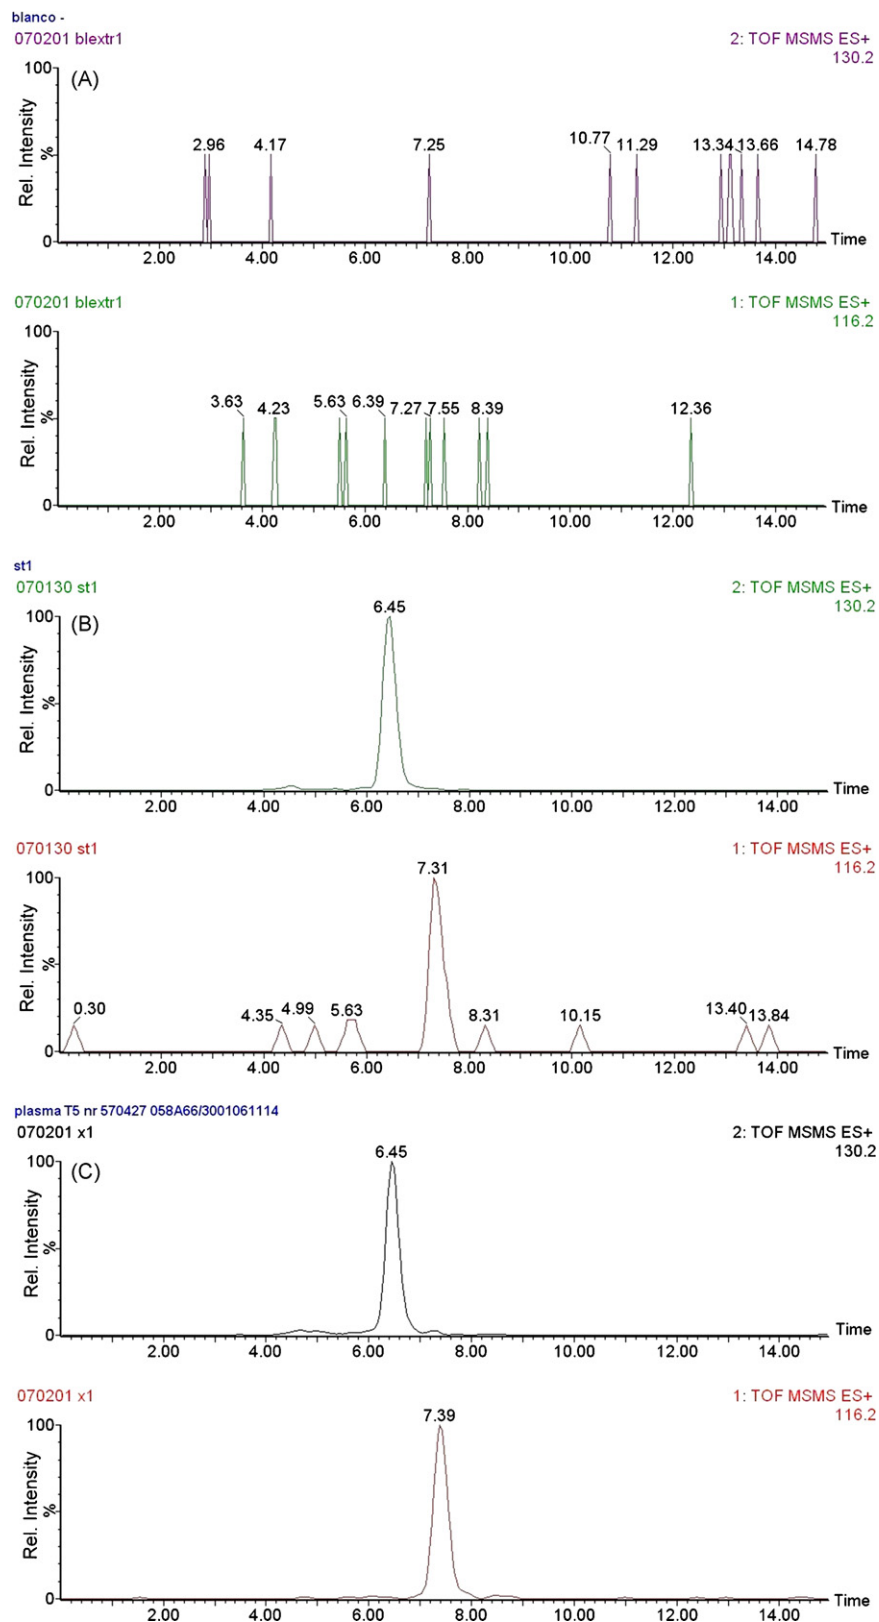 blanco -
070201 blextr1
2: TOF MSMS ES+
130.2
100
(A)
Rel. Intensity
%
2.96 4.17 7.25 10.77 11.29 13.34 13.66 14.78
0
Time
2.00 4.00 6.00 8.00 10.00 12.00 14.00
070201 blextr1
1: TOF MSMS ES+
116.2
100
Rel. Intensity
%
3.63 4.23 5.63 6.39 7.27 7.55 8.39 12.36
0
Time
2.00 4.00 6.00 8.00 10.00 12.00 14.00
st1
070130 st1
2: TOF MSMS ES+
130.2
100
(B)
6.45
Rel. Intensity
%
0
Time
2.00 4.00 6.00 8.00 10.00 12.00 14.00
070130 st1
1: TOF MSMS ES+
116.2
100
7.31
Rel. Intensity
%
0.30 4.35 4.99 5.63 8.31 10.15 13.40 13.84
0
Time
2.00 4.00 6.00 8.00 10.00 12.00 14.00
plasma T5 nr 570427 058A66/3001061114
070201 x1
2: TOF MSMS ES+
130.2
100
(C)
6.45
Rel. Intensity
%
0
Time
2.00 4.00 6.00 8.00 10.00 12.00 14.00
070201 x1
1: TOF MSMS ES+
116.2
100
7.39
Rel. Intensity
%
0
Time
2.00 4.00 6.00 8.00 10.00 12.00 14.00